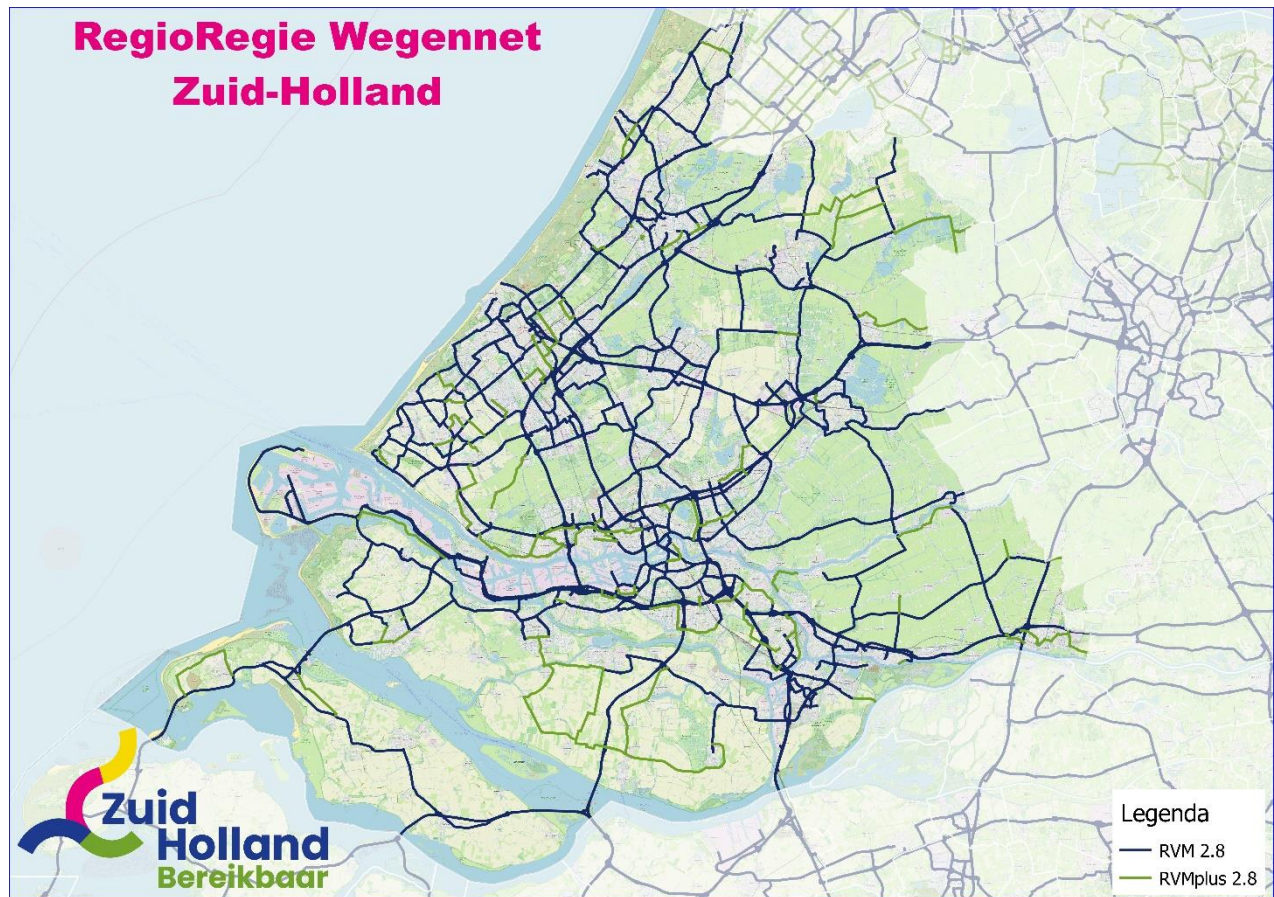 RegioRegie Wegennet
Zuid-Holland
Zuid
Holland
Bereikbaar
Legenda
RVM 2.8
RVMplus 2.8